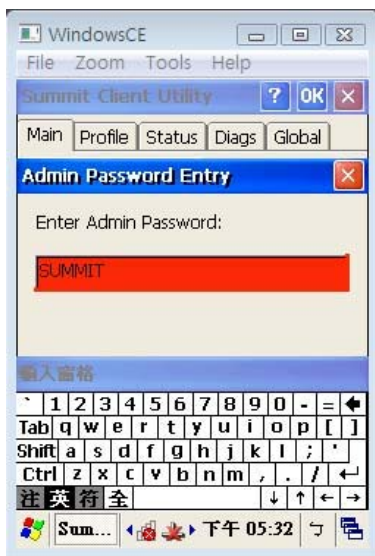 WindowsCE
File Zoom Tools Help
Summit Client Utility ? OK
Main Profile Status Diags Global
Admin Password Entry
Enter Admin Password:
SUMMIT
輸入窗格
` 1 2 3 4 5 6 7 8 9 0 - =
Tab q w e r t y u i o p [ ]
Shift a s d f g h j k l ; '
Ctrl z x c v b n m , . /
注 英 符 全
Sum... 下午 05:32 ㄅ